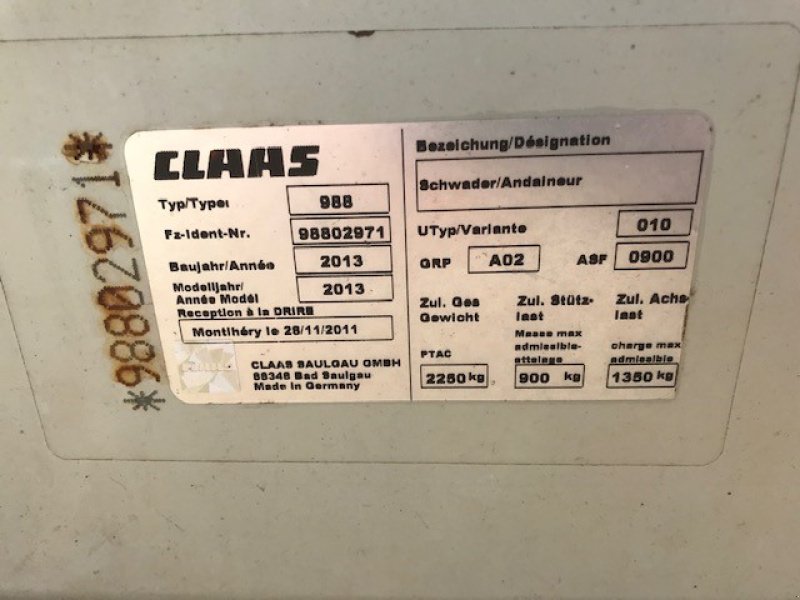 *98802971*
CLAAS
Typ/Type: 988
Fz-Ident-Nr. 98802971
Baujahr/Année 2013
Modelljahr/
Année Modèl 2013
Reception à la DRIRE
Montlhéry le 28/11/2011
CLAAS SAULGAU GMBH
88348 Bad Saulgau
Made in Germany
Bezeichung/Désignation
Schwader/Andaineur
UTyp/Variante 010
GRP A02 ASF 0900
Zul. Ges Zul. Stütz- Zul. Achs-
Gewicht last last
Masse max
admissible- charge max
PTAC attelage admissible
2250 kg 900 kg 1350 kg